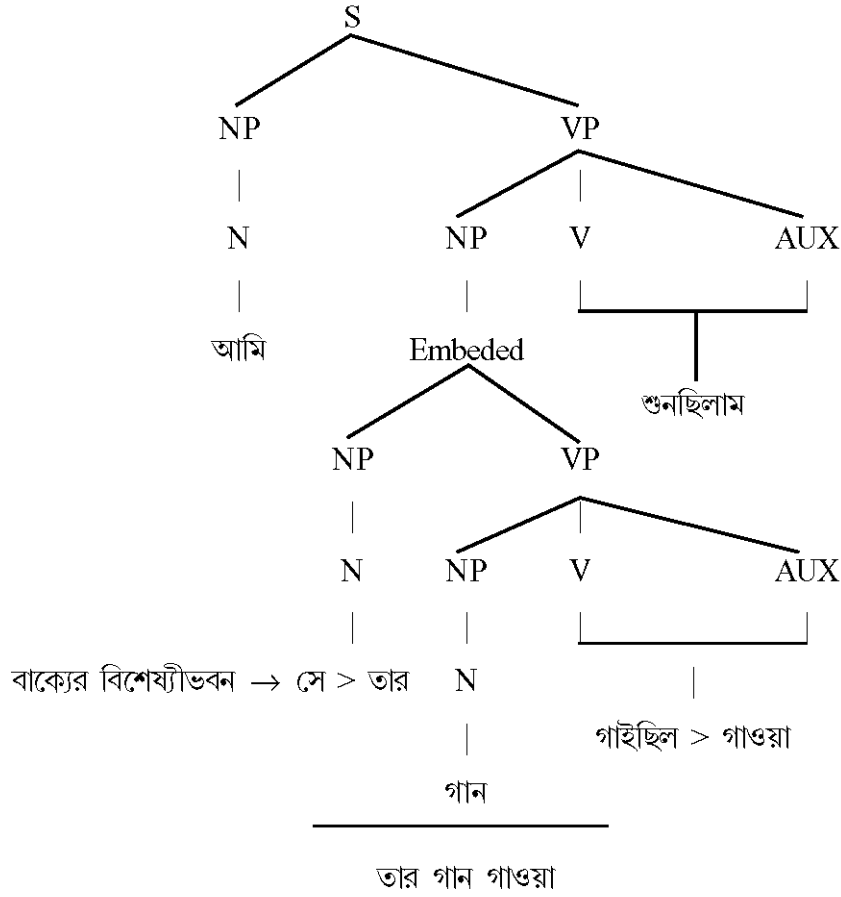 S
NP VP
N NP V AUX
আমি Embeded
শুনছিলাম
NP VP
N NP V AUX
বাক্যের বিশেষ্যীভবন → সে > তার N
গাইছিল > গাওয়া
গান
তার গান গাওয়া